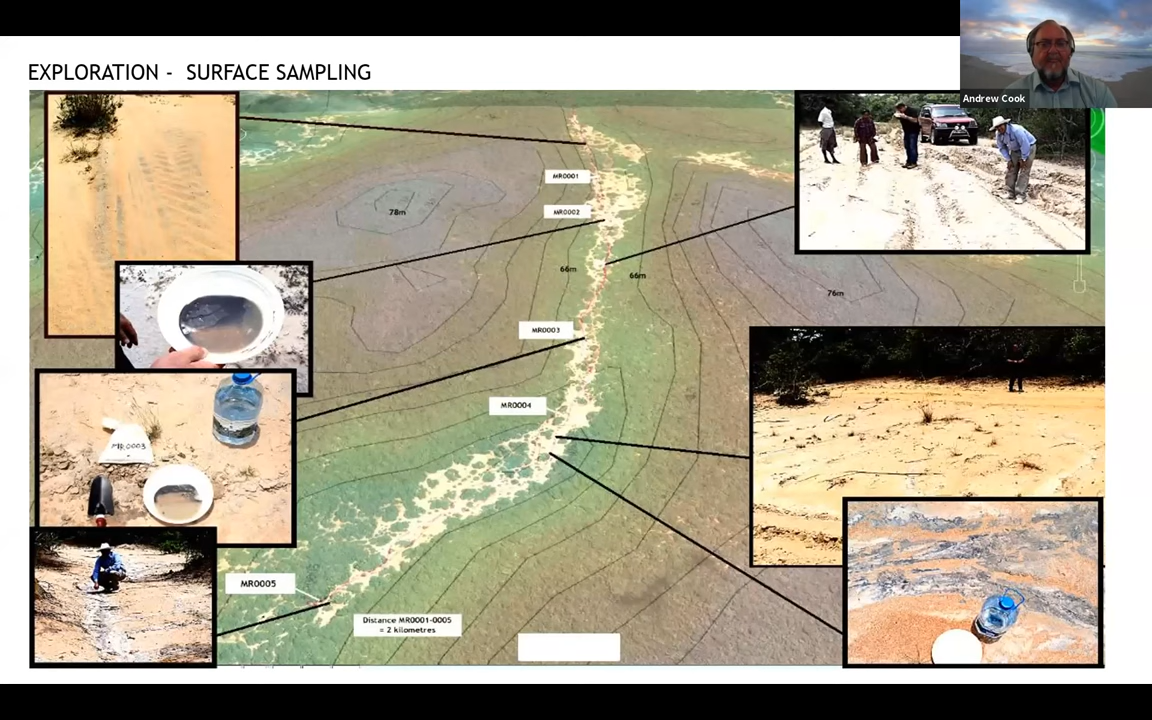 EXPLORATION - SURFACE SAMPLING
Andrew Cook
MR0001
78m
MR0002
66m
66m
76m
MR0003
MR0004
MR0003
MR0005
Distance MR0001-0005
= 2 kilometres